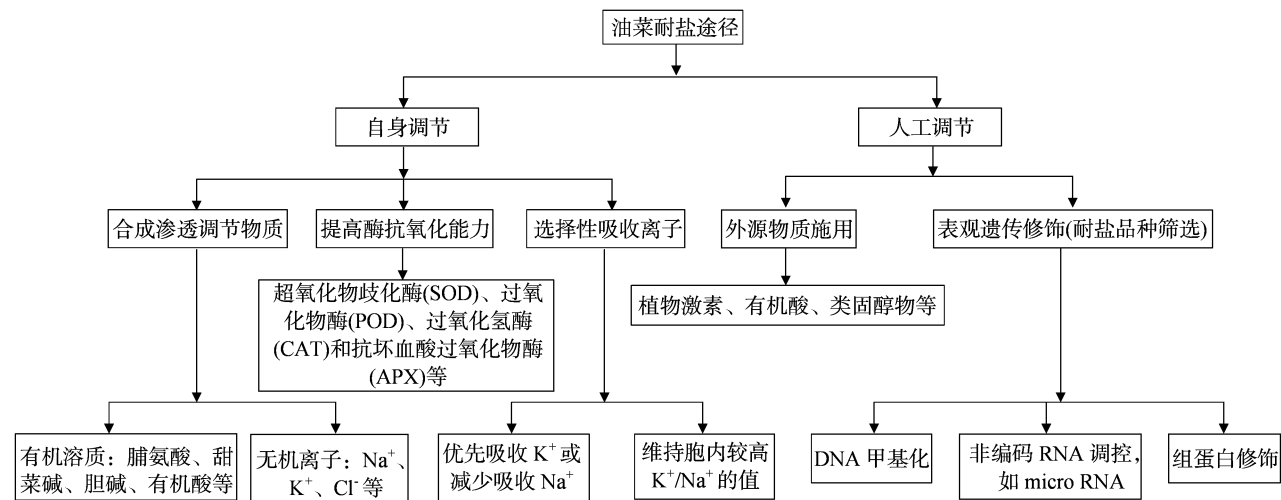 油菜耐盐途径
自身调节
人工调节
合成渗透调节物质
提高酶抗氧化能力
选择性吸收离子
外源物质施用
表观遗传修饰(耐盐品种筛选)
超氧化物歧化酶(SOD)、过氧
化物酶(POD)、过氧化氢酶
(CAT)和抗坏血酸过氧化物酶
(APX)等
植物激素、有机酸、类固醇物等
有机溶质：脯氨酸、甜
菜碱、胆碱、有机酸等
无机离子：Na⁺、
K⁺、Cl⁻等
优先吸收 K⁺或
减少吸收 Na⁺
维持胞内较高
K⁺/Na⁺的值
DNA 甲基化
非编码 RNA 调控，
如 micro RNA
组蛋白修饰